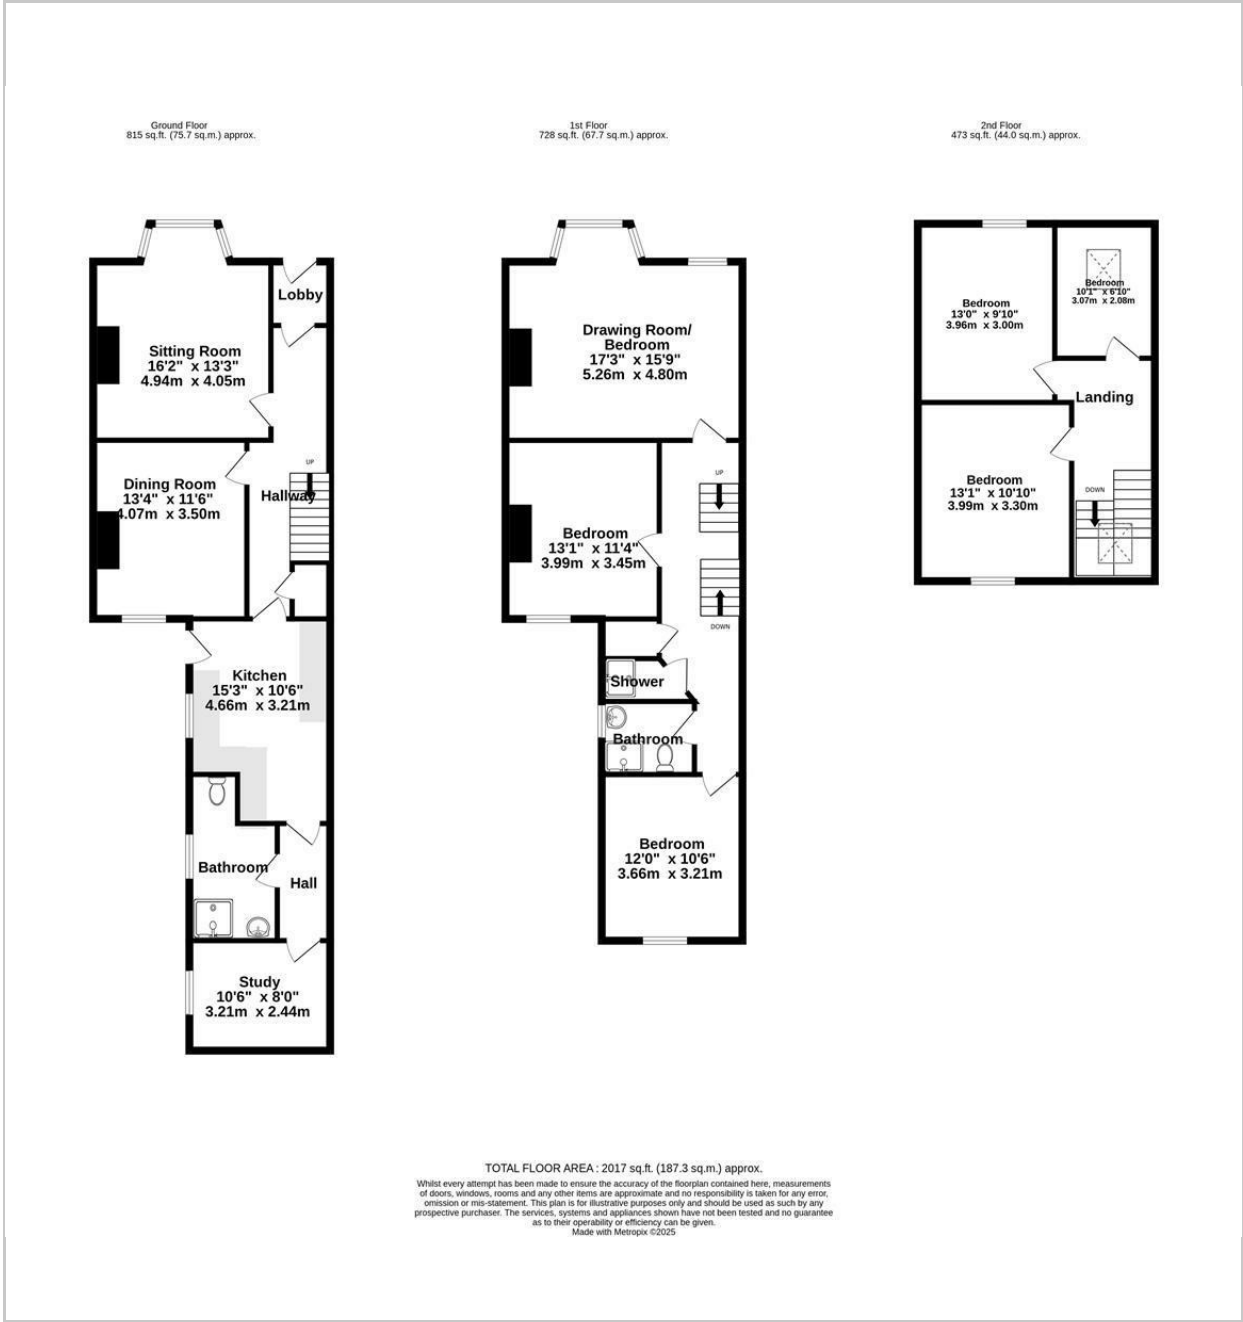 Ground Floor
815 sq.ft. (75.7 sq.m.) approx.
1st Floor
728 sq.ft. (67.7 sq.m.) approx.
2nd Floor
473 sq.ft. (44.0 sq.m.) approx.
Lobby
Sitting Room
16'2" x 13'3"
4.94m x 4.05m
UP
Dining Room
13'4" x 11'6"
4.07m x 3.50m
Hallway
Kitchen
15'3" x 10'6"
4.66m x 3.21m
Bathroom
Hall
Study
10'6" x 8'0"
3.21m x 2.44m
Drawing Room/
Bedroom
17'3" x 15'9"
5.26m x 4.80m
UP
Bedroom
13'1" x 11'4"
3.99m x 3.45m
DOWN
Shower
Bathroom
Bedroom
12'0" x 10'6"
3.66m x 3.21m
Bedroom
10'1" x 6'10"
3.07m x 2.08m
Bedroom
13'0" x 9'10"
3.96m x 3.00m
Landing
Bedroom
13'1" x 10'10"
3.99m x 3.30m
DOWN
TOTAL FLOOR AREA : 2017 sq.ft. (187.3 sq.m.) approx.
Whilst every attempt has been made to ensure the accuracy of the floorplan contained here, measurements
of doors, windows, rooms and any other items are approximate and no responsibility is taken for any error,
omission or mis-statement. This plan is for illustrative purposes only and should be used as such by any
prospective purchaser. The services, systems and appliances shown have not been tested and no guarantee
as to their operability or efficiency can be given.
Made with Metropix ©2025